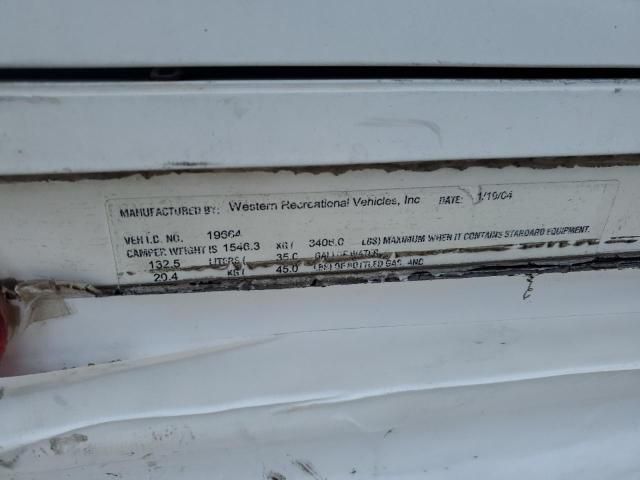 MANUFACTURED BY: Western Recreational Vehicles, Inc DATE: 1/19/04
VEH I.D. NO. 19564
CAMPER WEIGHT IS 1546.3 KG ( 3408.0 LBS) MAXIMUM WHEN IT CONTAINS STANDARD EQUIPMENT,
132.5 LITERS ( 35.0 GAL) OF WATER
20.4 KG ( 45.0 LBS) OF BOTTLED GAS, AND